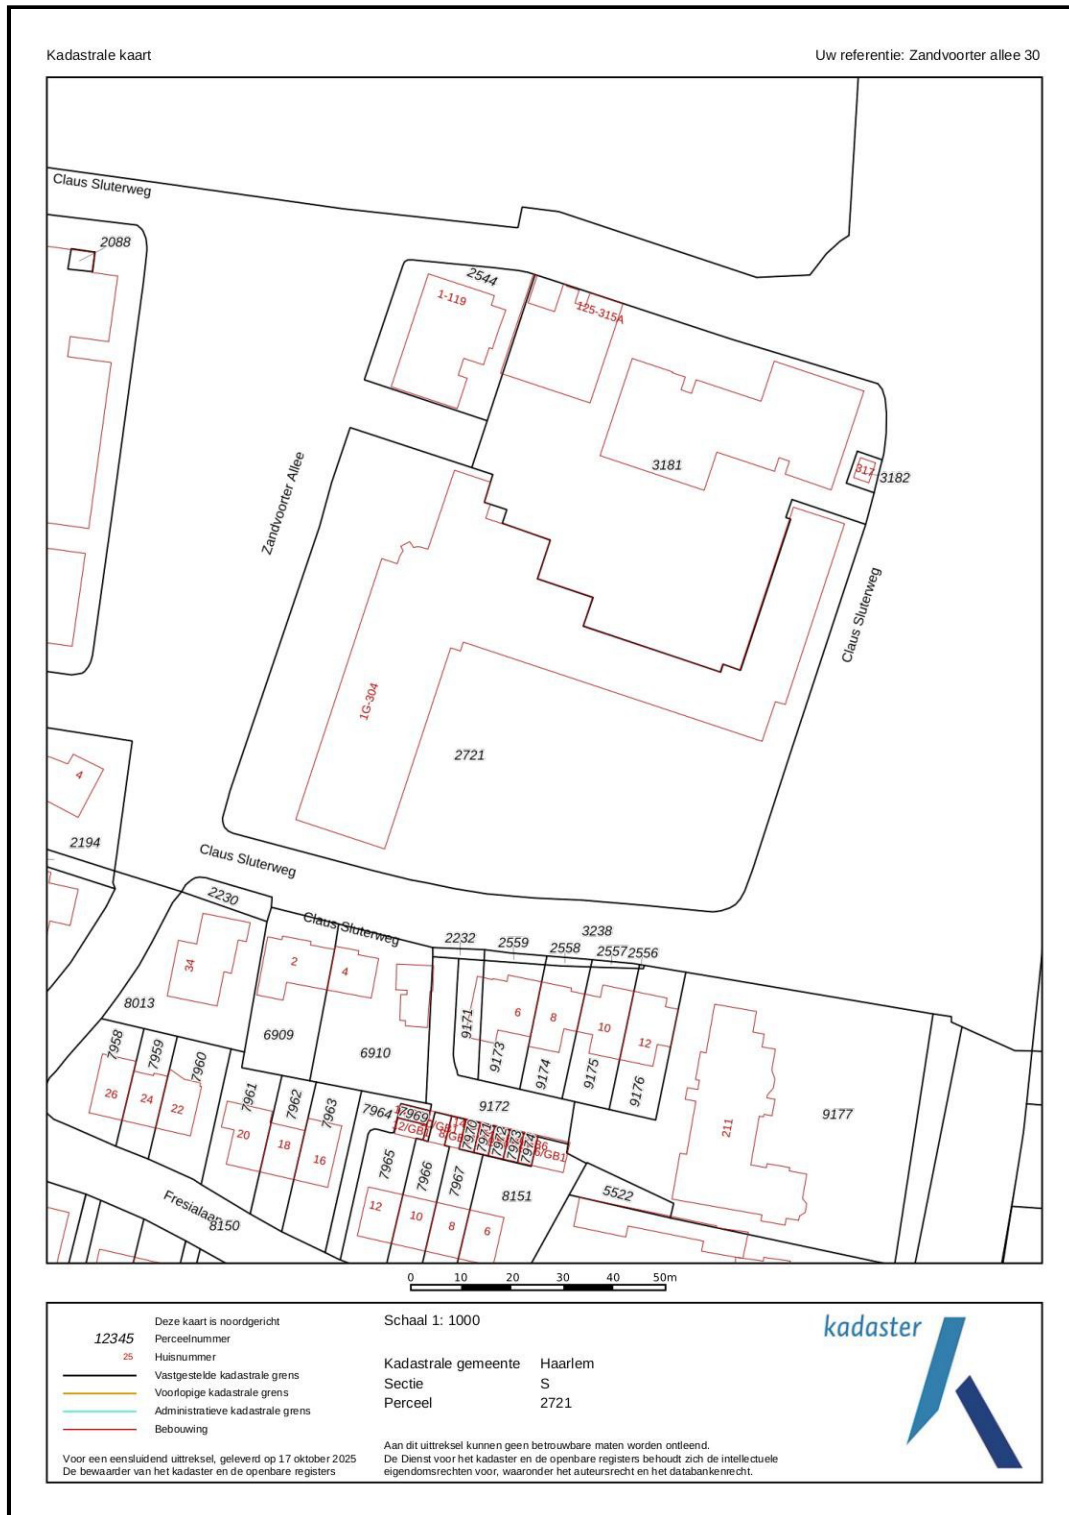 Kadastrale kaart
Uw referentie: Zandvoorter allee 30
Claus Sluterweg
2088
2544
1-119
125-315A
3181
317
3182
Zandvoorter Allee
Claus Sluterweg
1G-304
2721
4
2194
Claus Sluterweg
2230
Claus Sluterweg
3238
2232
2559
2558
2557
2556
34
2
4
6
8
10
12
8013
6909
6910
9171
9173
9174
9175
9176
9172
9177
211
7958
7959
7960
7961
7962
7963
7964
7969
7970
7971
7972
7973
7974
26
24
22
20
18
16
7965
7966
7967
8151
5522
12
10
8
6
Fresialaan
8150
0 10 20 30 40 50m
12345
25
Deze kaart is noordgericht
Perceelnummer
Huisnummer
Vastgestelde kadastrale grens
Voorlopige kadastrale grens
Administratieve kadastrale grens
Bebouwing
Voor een eensluidend uittreksel, geleverd op 17 oktober 2025
De bewaarder van het kadaster en de openbare registers
Schaal 1: 1000
Kadastrale gemeente Haarlem
Sectie S
Perceel 2721
Aan dit uittreksel kunnen geen betrouwbare maten worden ontleend.
De Dienst voor het kadaster en de openbare registers behoudt zich de intellectuele
eigendomsrechten voor, waaronder het auteursrecht en het databankenrecht.
kadaster